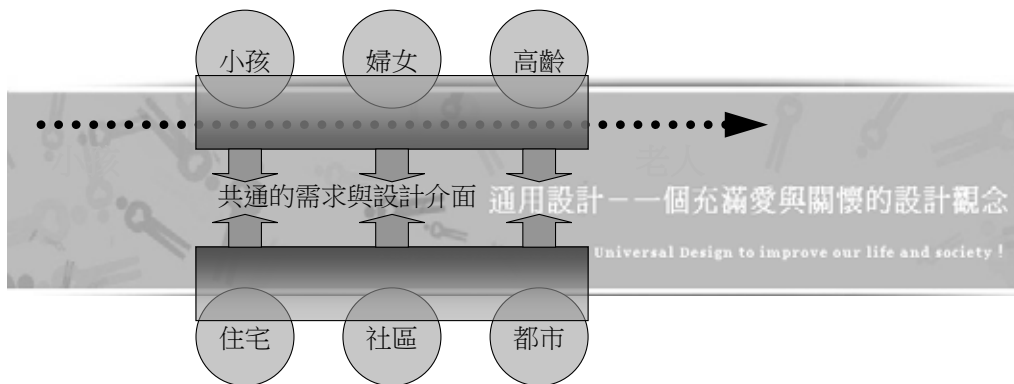 小孩
婦女
高齡
小孩
老人
共通的需求與設計介面
通用設計－－一個充滿愛與關懷的設計觀念
Universal Design to improve our life and society !
住宅
社區
都市